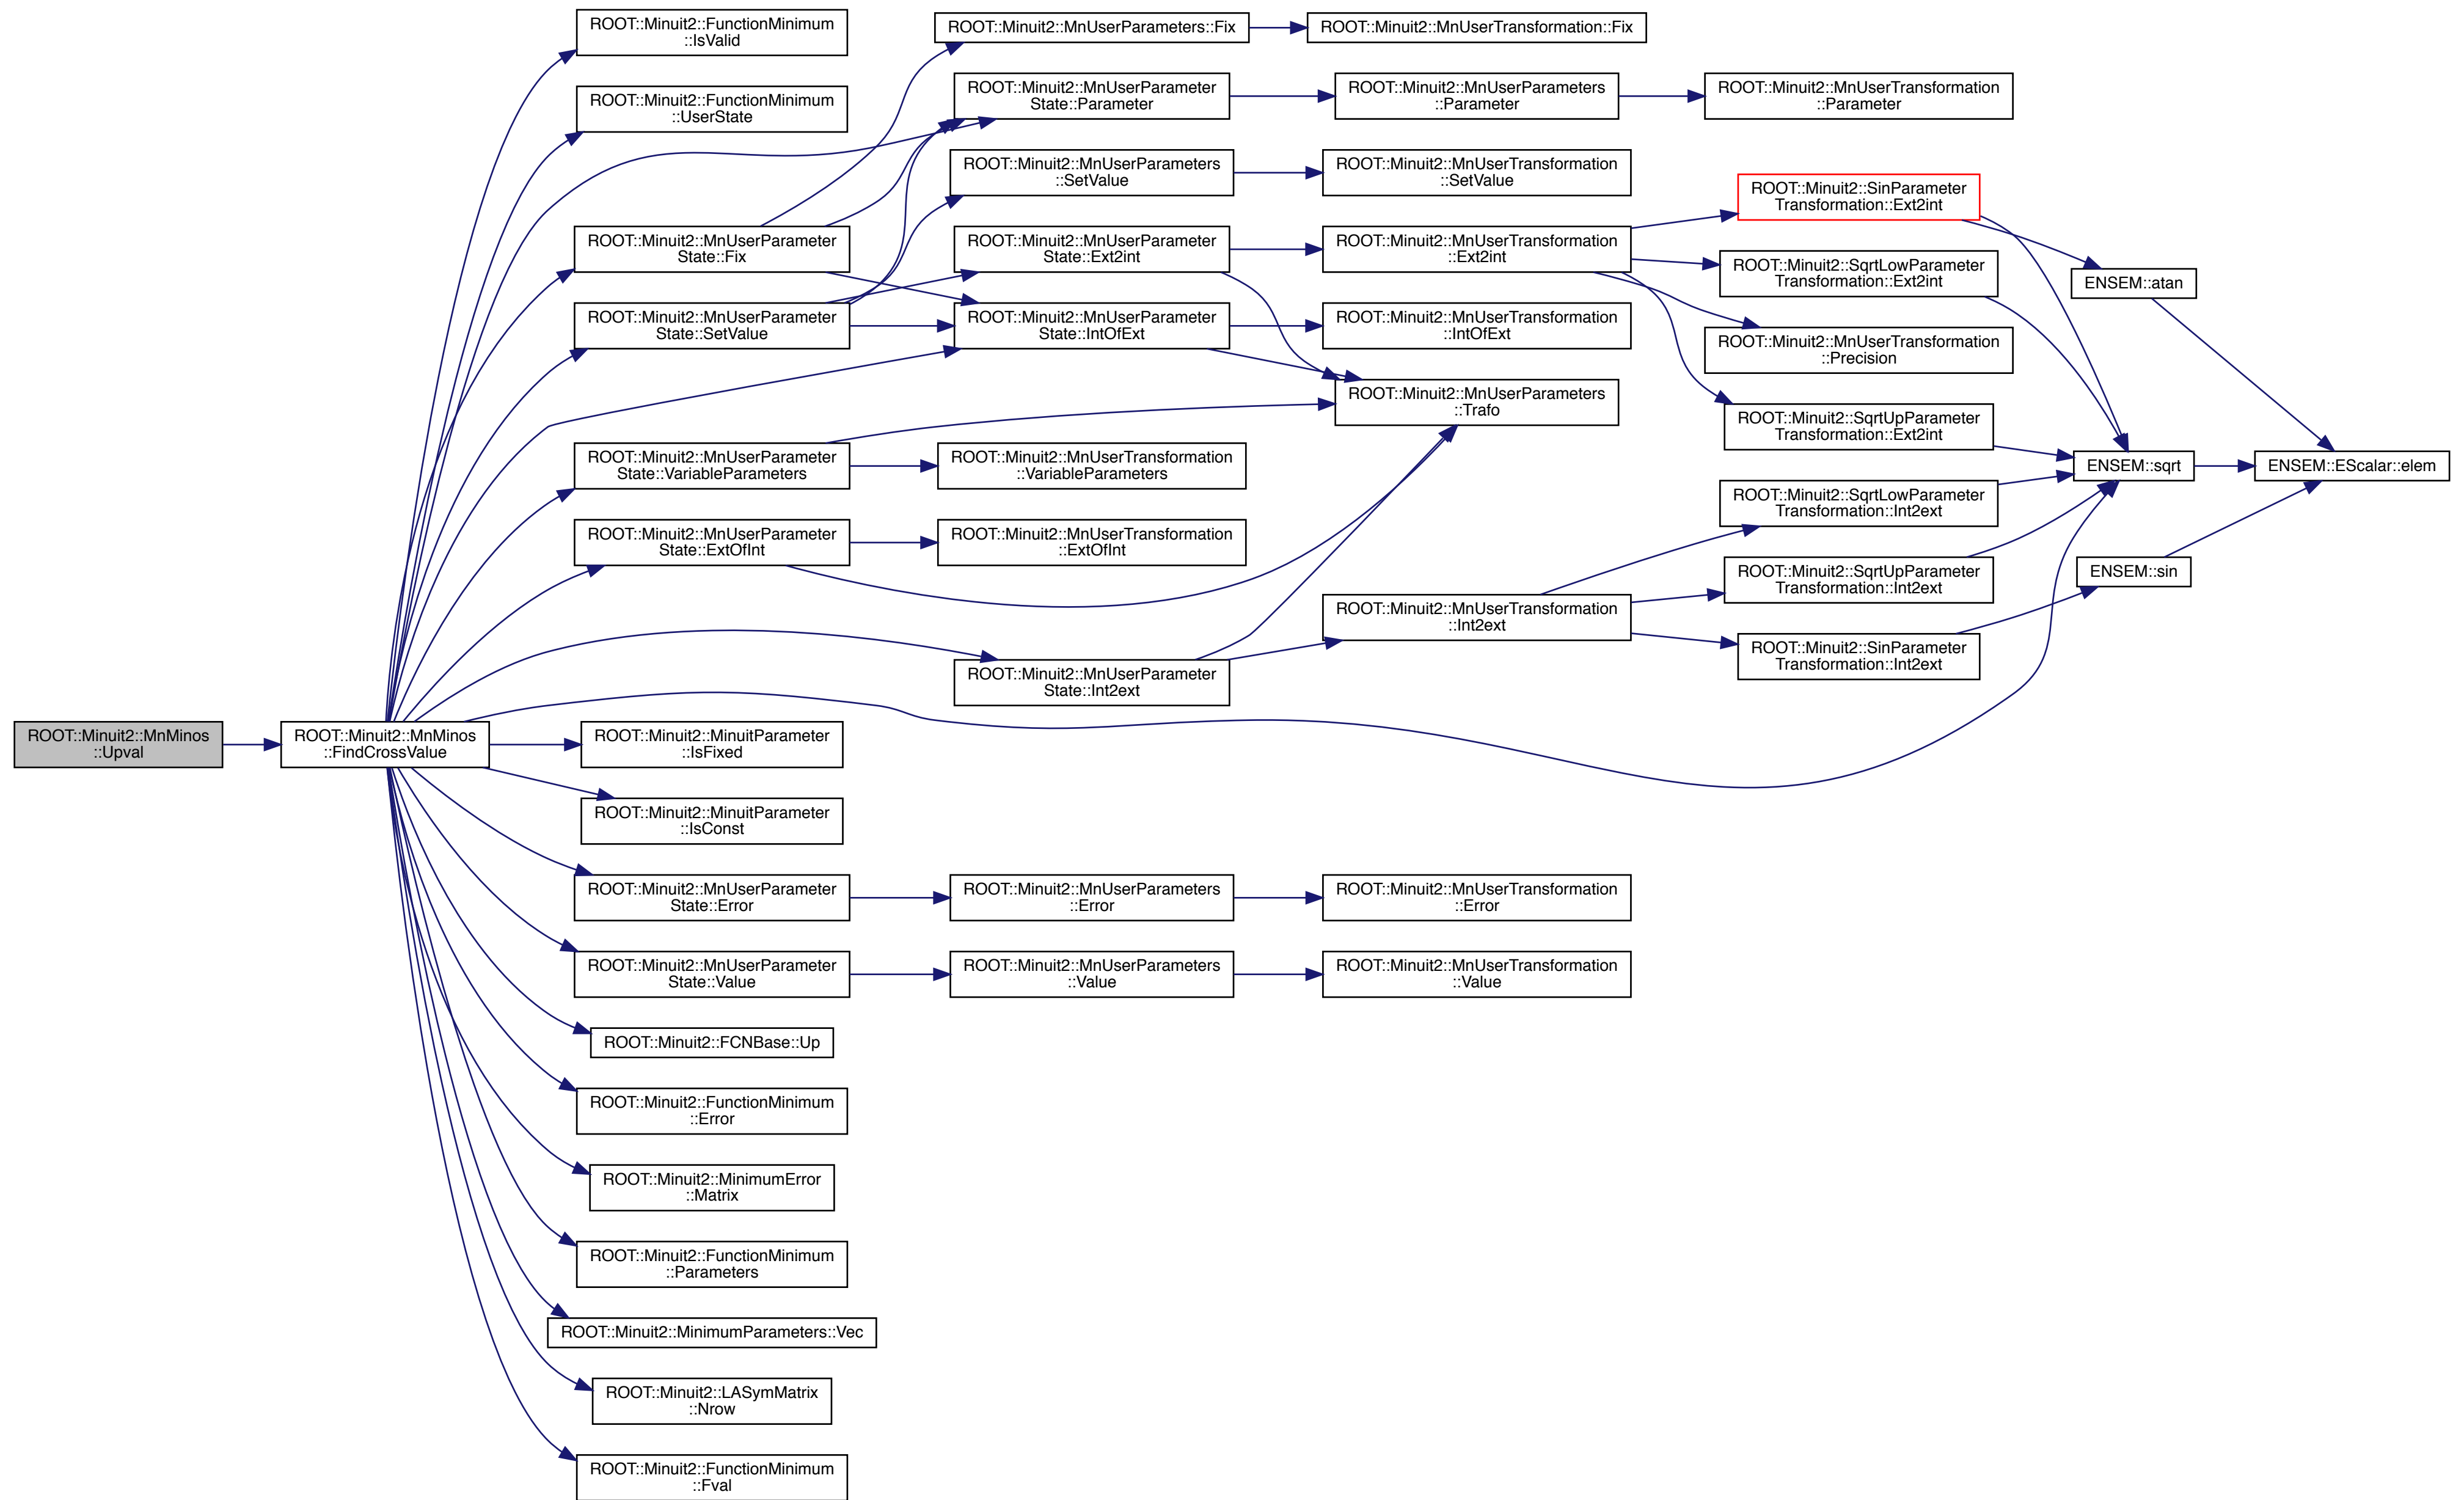 ROOT::Minuit2::MnMinos
::Upval
ROOT::Minuit2::MnMinos
::FindCrossValue
ROOT::Minuit2::FunctionMinimum
::IsValid
ROOT::Minuit2::FunctionMinimum
::UserState
ROOT::Minuit2::MnUserParameter
State::Fix
ROOT::Minuit2::MnUserParameter
State::SetValue
ROOT::Minuit2::MnUserParameter
State::VariableParameters
ROOT::Minuit2::MnUserParameter
State::ExtOfInt
ROOT::Minuit2::MinuitParameter
::IsFixed
ROOT::Minuit2::MinuitParameter
::IsConst
ROOT::Minuit2::MnUserParameter
State::Error
ROOT::Minuit2::MnUserParameter
State::Value
ROOT::Minuit2::FCNBase::Up
ROOT::Minuit2::FunctionMinimum
::Error
ROOT::Minuit2::MinimumError
::Matrix
ROOT::Minuit2::FunctionMinimum
::Parameters
ROOT::Minuit2::MinimumParameters::Vec
ROOT::Minuit2::LASymMatrix
::Nrow
ROOT::Minuit2::FunctionMinimum
::Fval
ROOT::Minuit2::MnUserParameters::Fix
ROOT::Minuit2::MnUserParameter
State::Parameter
ROOT::Minuit2::MnUserParameters
::SetValue
ROOT::Minuit2::MnUserParameter
State::Ext2int
ROOT::Minuit2::MnUserParameter
State::IntOfExt
ROOT::Minuit2::MnUserTransformation
::VariableParameters
ROOT::Minuit2::MnUserTransformation
::ExtOfInt
ROOT::Minuit2::MnUserParameter
State::Int2ext
ROOT::Minuit2::MnUserParameters
::Error
ROOT::Minuit2::MnUserParameters
::Value
ROOT::Minuit2::MnUserTransformation::Fix
ROOT::Minuit2::MnUserParameters
::Parameter
ROOT::Minuit2::MnUserTransformation
::SetValue
ROOT::Minuit2::MnUserTransformation
::Ext2int
ROOT::Minuit2::MnUserTransformation
::IntOfExt
ROOT::Minuit2::MnUserParameters
::Trafo
ROOT::Minuit2::MnUserTransformation
::Int2ext
ROOT::Minuit2::MnUserTransformation
::Error
ROOT::Minuit2::MnUserTransformation
::Value
ROOT::Minuit2::MnUserTransformation
::Parameter
ROOT::Minuit2::SinParameter
Transformation::Ext2int
ROOT::Minuit2::SqrtLowParameter
Transformation::Ext2int
ROOT::Minuit2::MnUserTransformation
::Precision
ROOT::Minuit2::SqrtUpParameter
Transformation::Ext2int
ROOT::Minuit2::SqrtLowParameter
Transformation::Int2ext
ROOT::Minuit2::SqrtUpParameter
Transformation::Int2ext
ROOT::Minuit2::SinParameter
Transformation::Int2ext
ENSEM::atan
ENSEM::sqrt
ENSEM::sin
ENSEM::EScalar::elem